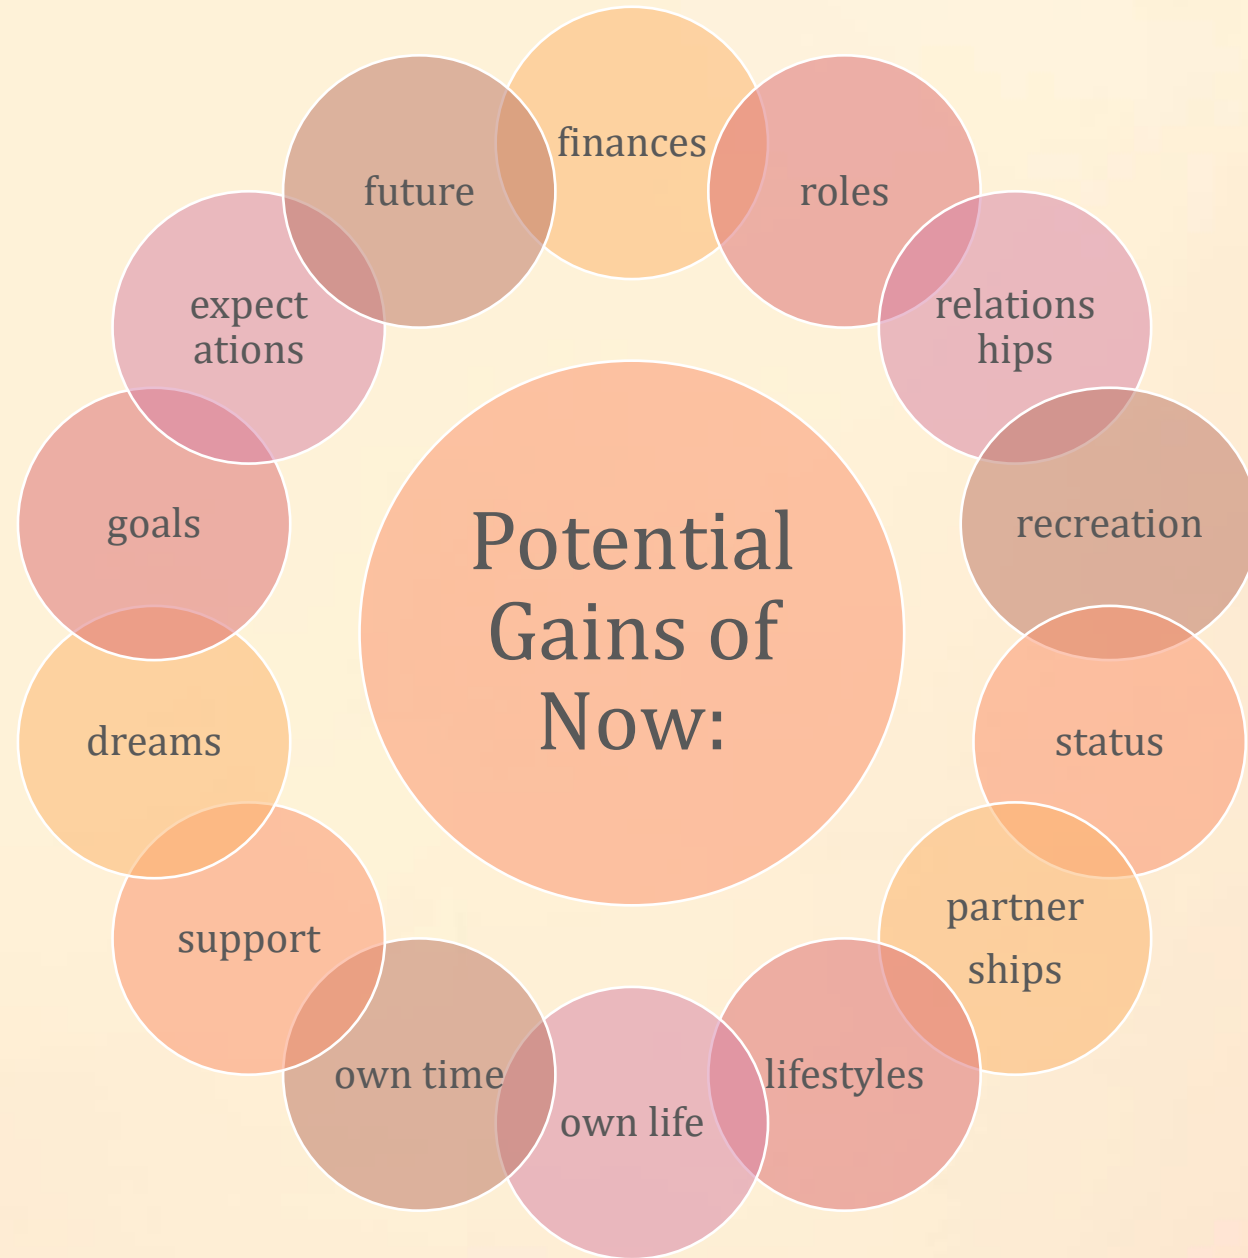 Potential
Gains of
Now:
finances
roles
relations
hips
recreation
status
partner
ships
lifestyles
own life
own time
support
dreams
goals
expect
ations
future